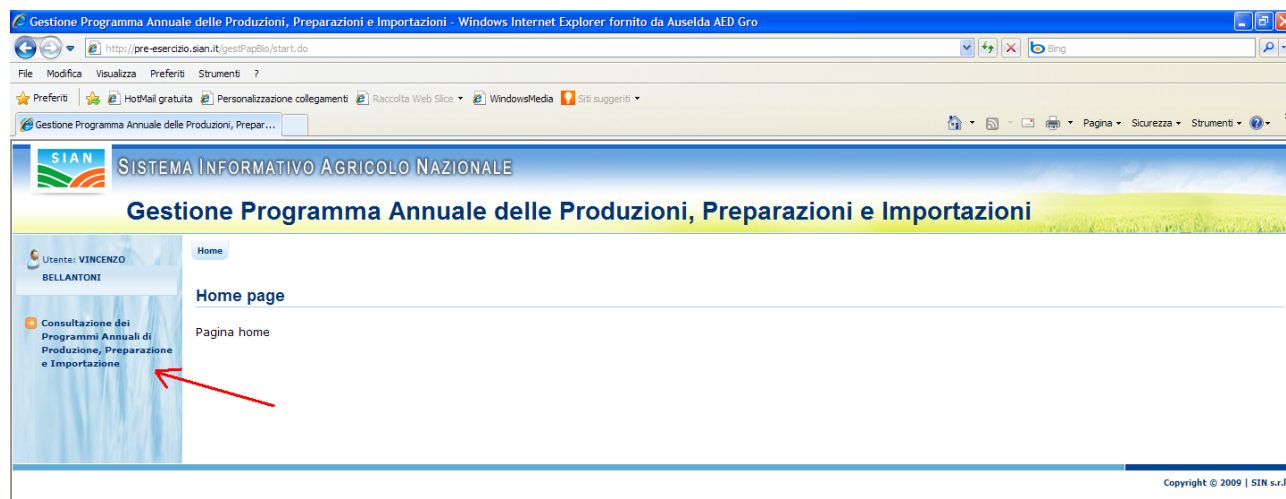 Gestione Programma Annuale delle Produzioni, Preparazioni e Importazioni - Windows Internet Explorer fornito da Auselda AED Gro
http://pre-esercizio.sian.it/gestPapBio/start.do
Bing
File Modifica Visualizza Preferiti Strumenti ?
Preferiti HotMail gratuita Personalizzazione collegamenti Raccolta Web Slice WindowsMedia Siti suggeriti
Gestione Programma Annuale delle Produzioni, Prepar...
Pagina Sicurezza Strumenti
SIAN
SISTEMA INFORMATIVO AGRICOLO NAZIONALE
Gestione Programma Annuale delle Produzioni, Preparazioni e Importazioni
Utente: VINCENZO
BELLANTONI
Home
Home page
Consultazione dei
Programmi Annuali di
Produzione, Preparazione
e Importazione
Pagina home
Copyright © 2009 | SIN s.r.l